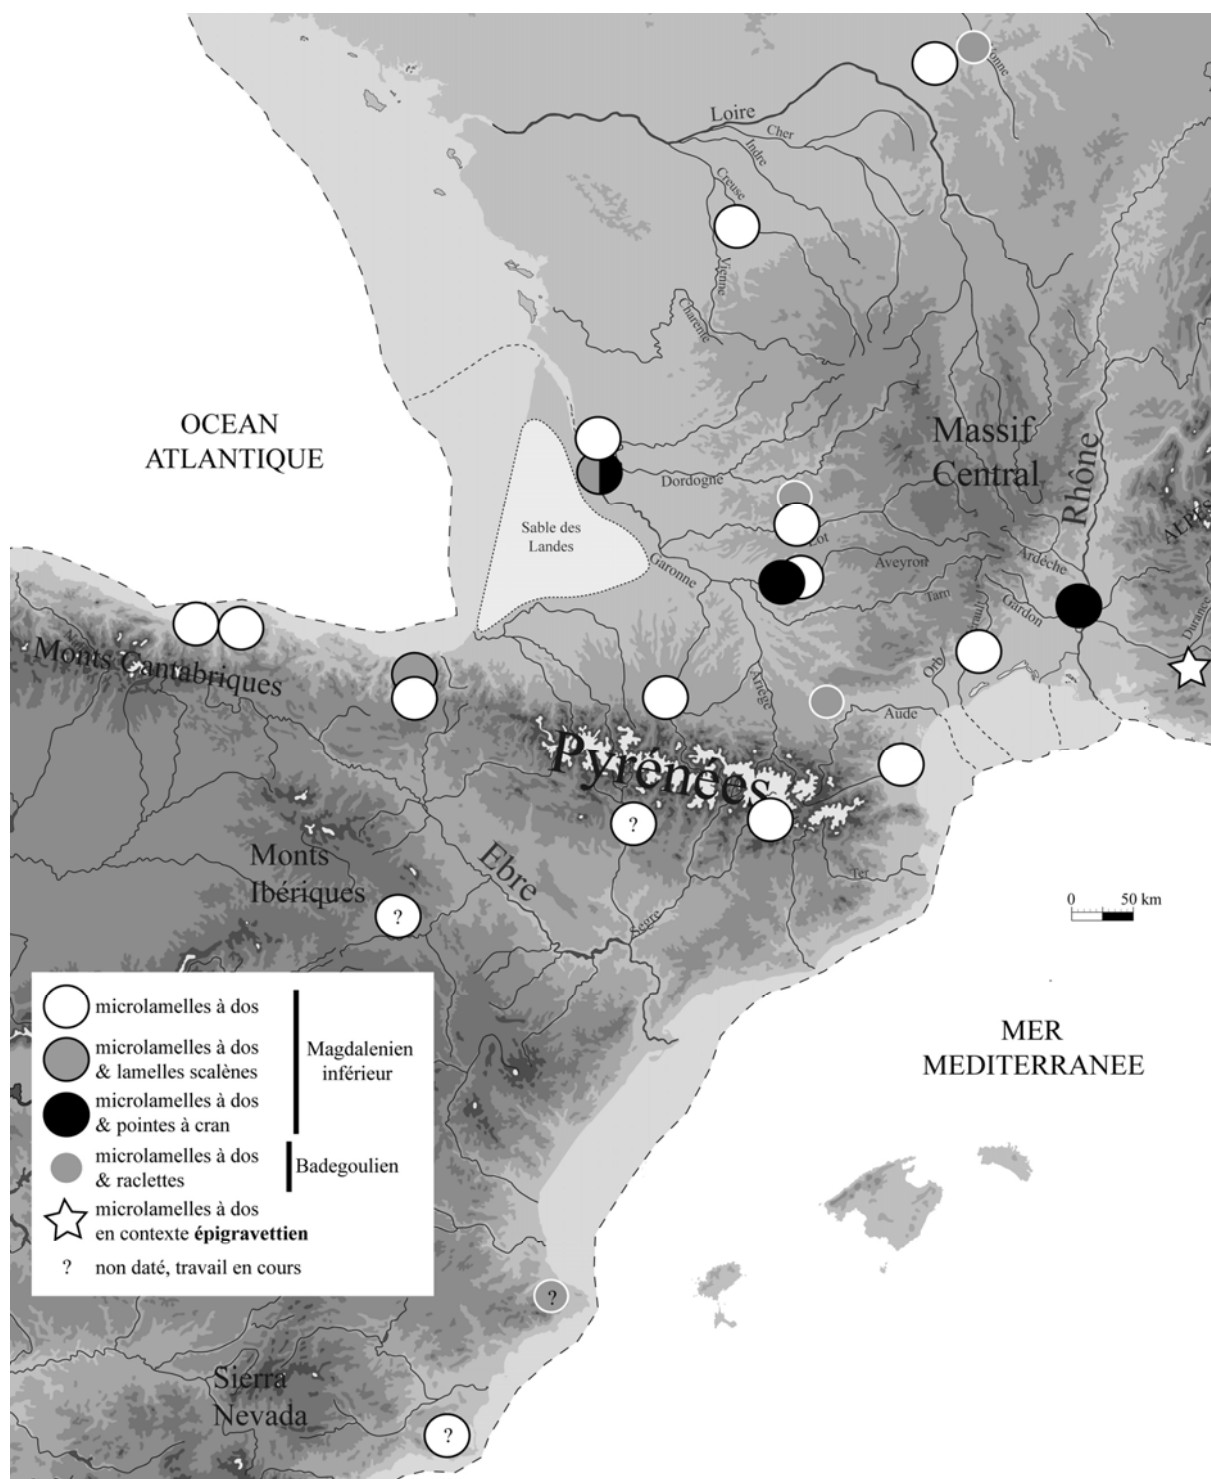 Yonne
Loire
Cher
Indre
Creuse
Vienne
Charente
OCEAN
ATLANTIQUE
Massif
Central
Rhône
Dordogne
Sable des
Landes
Lot
ALPES
Garonne
Aveyron
Ardèche
Tarn
Gardon
Hérault
Durance
Monts Cantabriques
Orb
Ariège
Aude
Pyrénées
?
Monts
Ibériques
Ebre
Ter
0 50 km
?
Segre
microlamelles à dos
microlamelles à dos
& lamelles scalènes
Magdalenien
inférieur
microlamelles à dos
& pointes à cran
microlamelles à dos
& raclettes
Badegoulien
microlamelles à dos
en contexte épigravettien
? non daté, travail en cours
MER
MEDITERRANEE
?
Sierra
Nevada
?